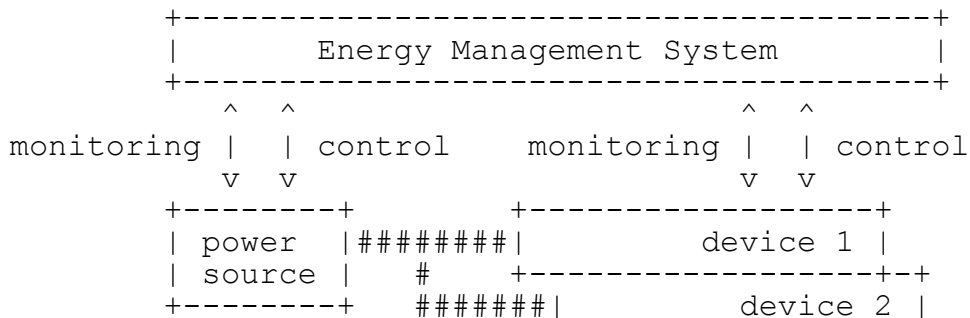 +---------------------------------------+
|       Energy Management System        |
+---------------------------------------+
^  ^                       ^  ^
monitoring |  | control    monitoring |  | control
v  v                       v  v
+--------+        +------------------+
| power  |########|         device 1 |
| source |   #    +------------------+-+
+--------+   #######|         device 2 |